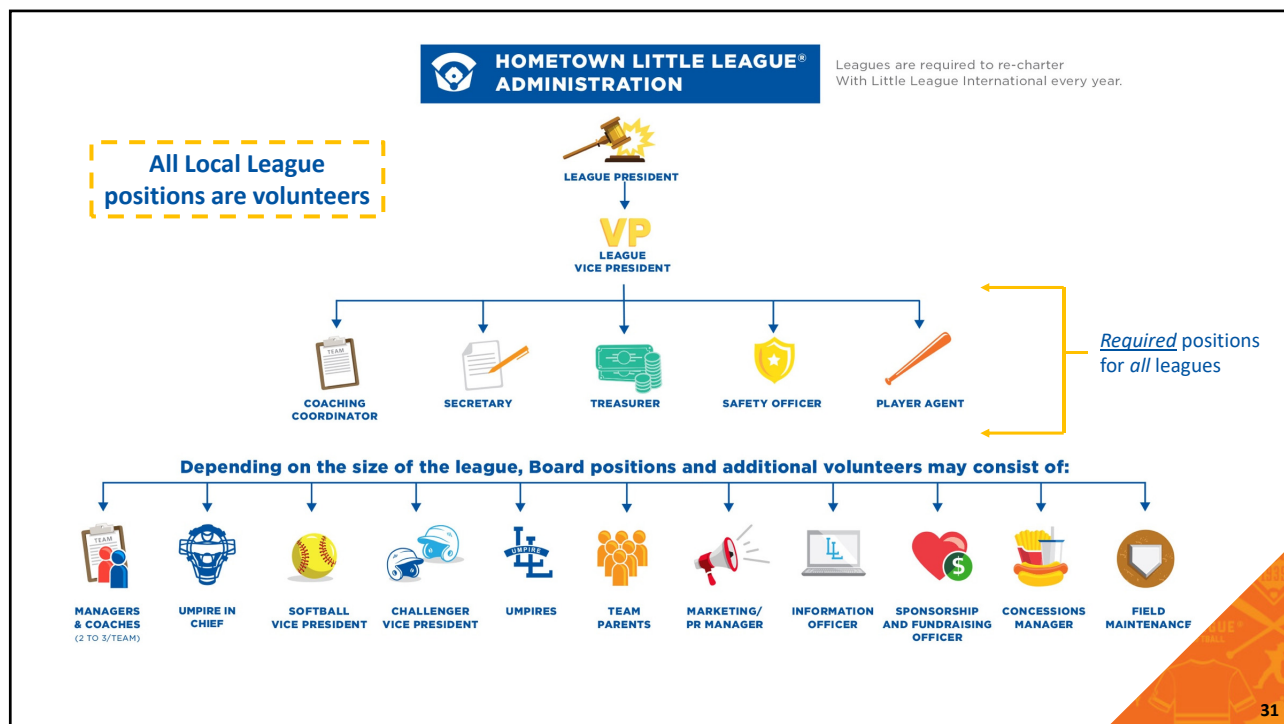 HOMETOWN LITTLE LEAGUE®
ADMINISTRATION
Leagues are required to re-charter
With Little League International every year.
All Local League
positions are volunteers
LEAGUE PRESIDENT
VP
LEAGUE
VICE PRESIDENT
Required positions
for all leagues
TEAM
COACHING
COORDINATOR
SECRETARY
TREASURER
SAFETY OFFICER
PLAYER AGENT
Depending on the size of the league, Board positions and additional volunteers may consist of:
TEAM
MANAGERS
& COACHES
(2 TO 3/TEAM)
UMPIRE IN
CHIEF
SOFTBALL
VICE PRESIDENT
CHALLENGER
VICE PRESIDENT
LL
UMPIRE
UMPIRES
TEAM
PARENTS
MARKETING/
PR MANAGER
LL
INFORMATION
OFFICER
$
SPONSORSHIP
AND FUNDRAISING
OFFICER
CONCESSIONS
MANAGER
FIELD
MAINTENANCE
31